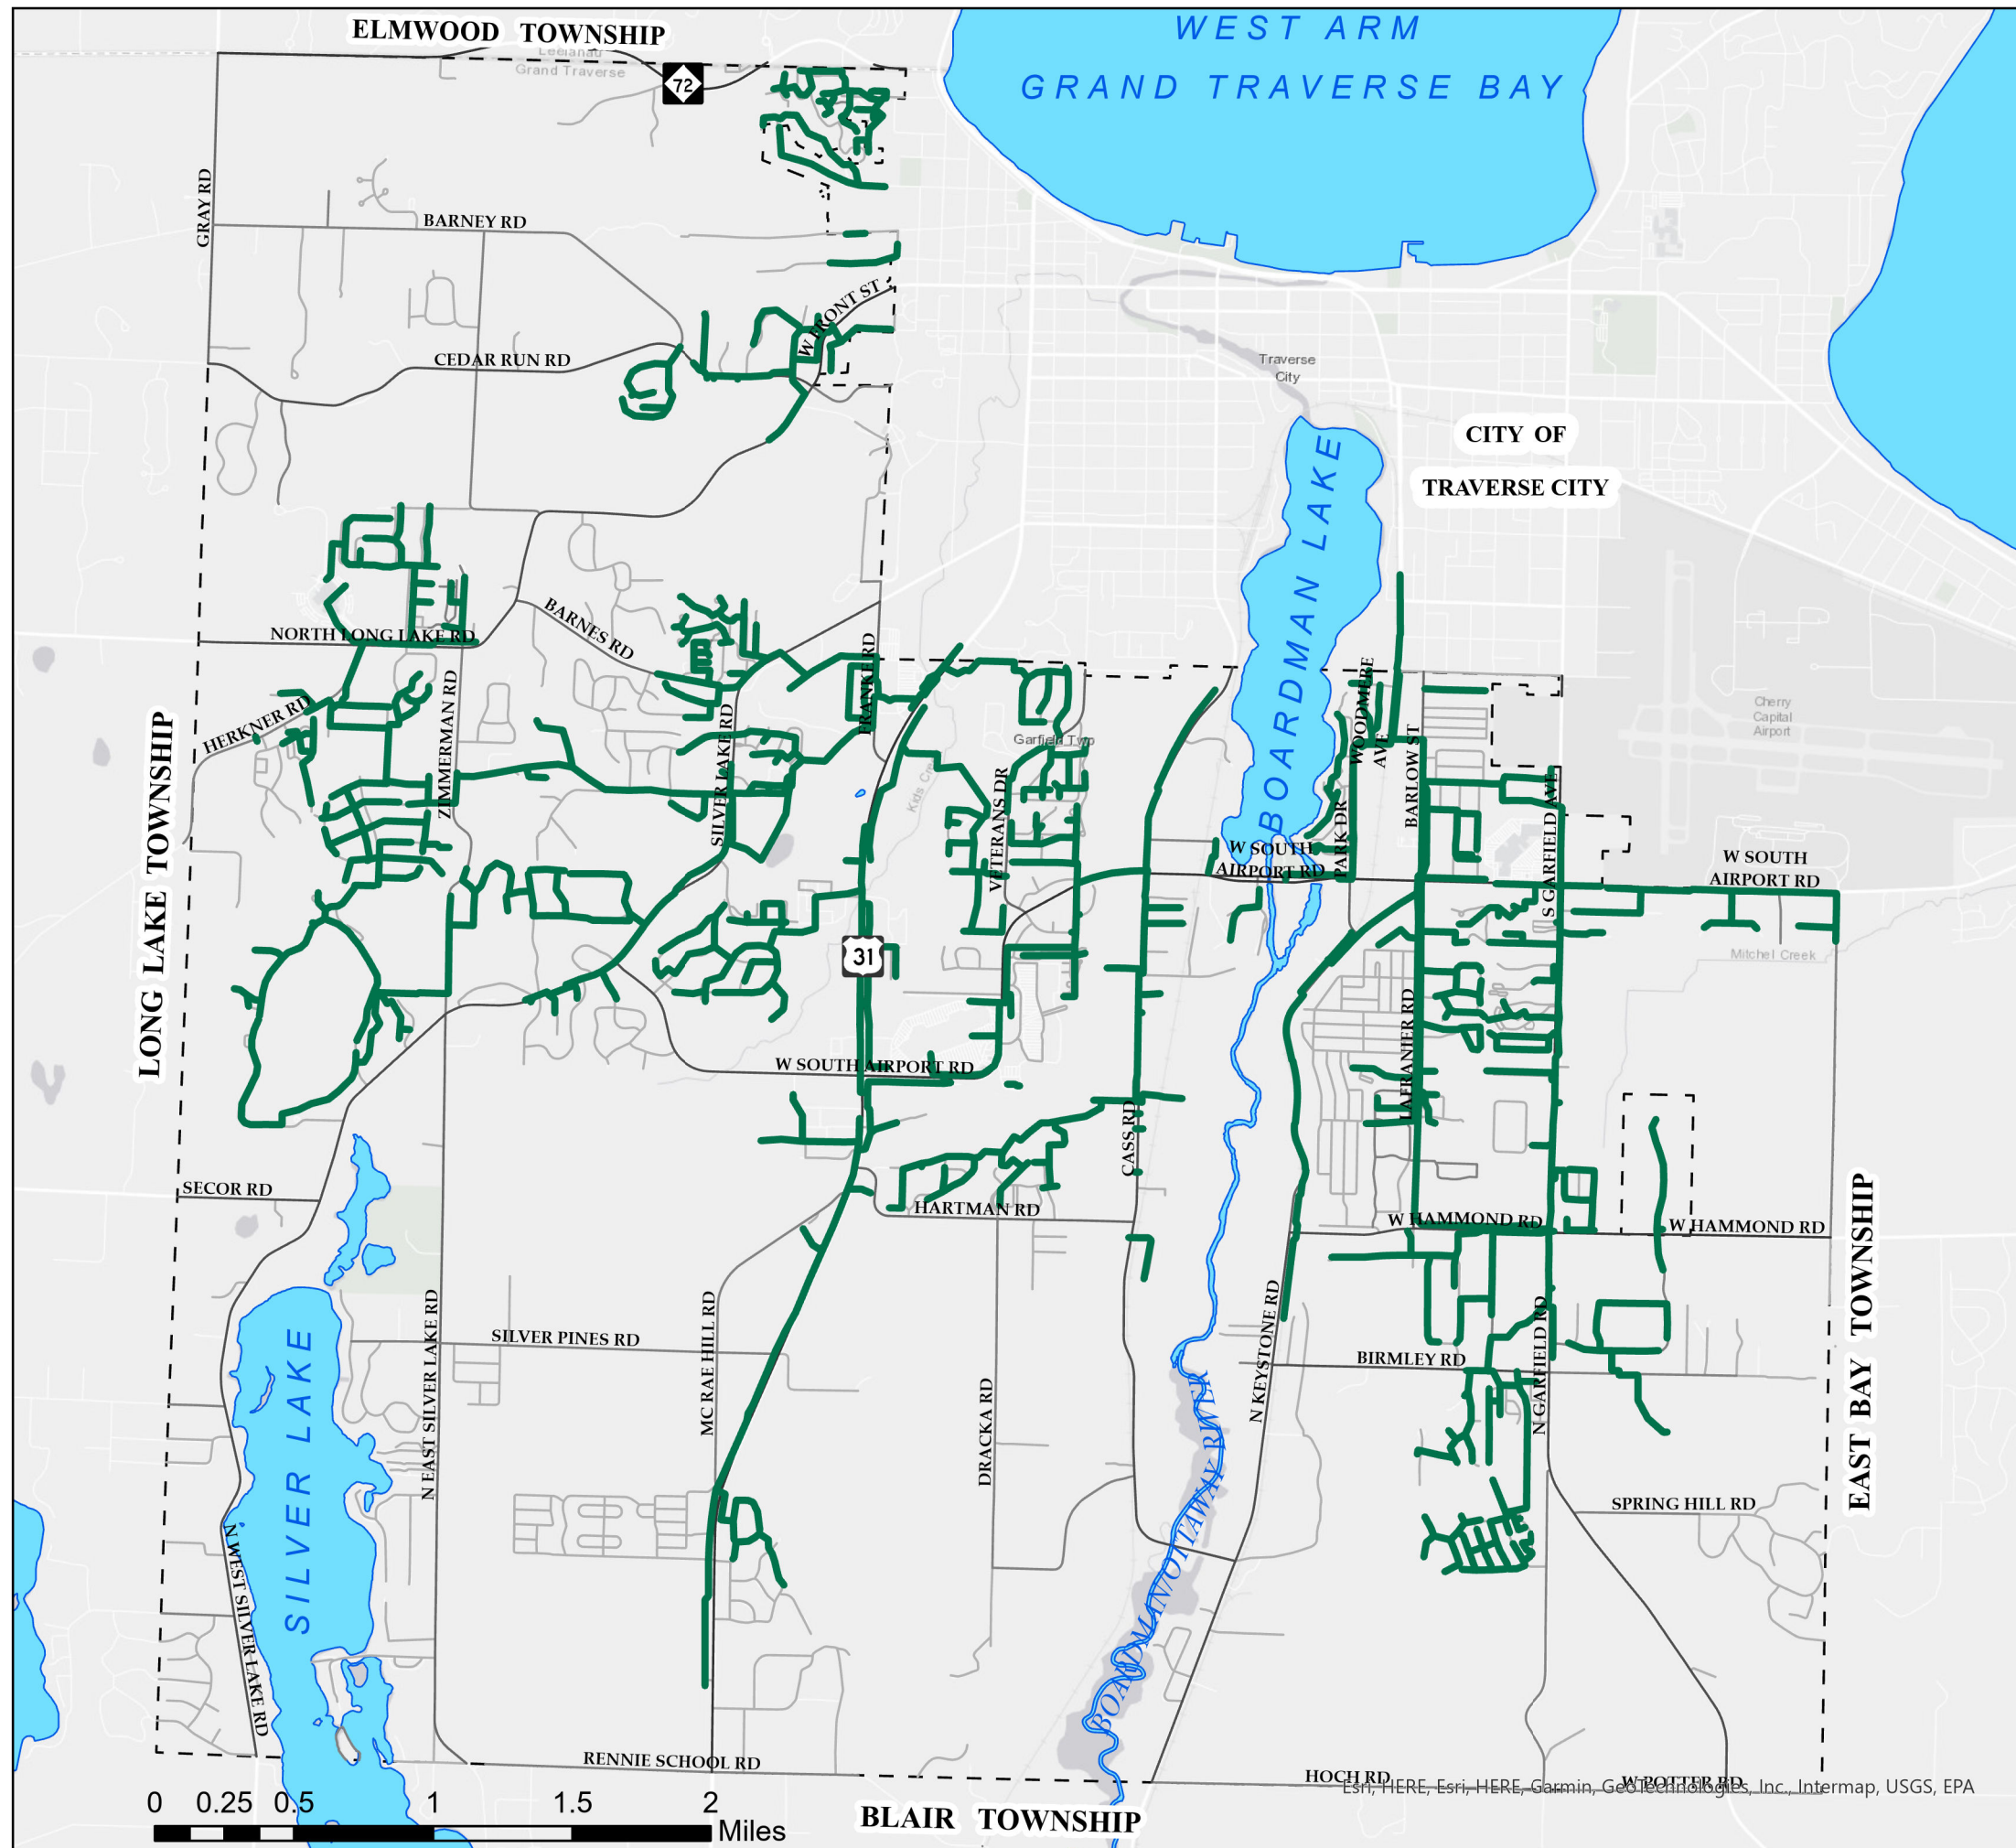 ELMWOOD TOWNSHIP
WEST ARM
GRAND TRAVERSE BAY
Leelanau
Grand Traverse
72
GRAY RD
BARNEY RD
W FRONT ST
CEDAR RUN RD
Traverse
City
CITY OF
TRAVERSE CITY
BOARDMAN LAKE
BARNES RD
NORTH LONG LAKE RD
FRANKE RD
HERKNER RD
ZIMMERMAN RD
SILVER LAKE RD
Garfield Twp
Kids Cr
VETERANS DR
WOODMERE
AVE
BARLOW ST
PARK DR
S GARFIELD AVE
Cherry
Capital
Airport
W SOUTH
AIRPORT RD
W SOUTH
AIRPORT RD
LONG LAKE TOWNSHIP
31
Mitchel Creek
W SOUTH AIRPORT RD
LAFRANIER RD
CASS RD
SECOR RD
HARTMAN RD
W HAMMOND RD
W HAMMOND RD
EAST BAY TOWNSHIP
N EAST SILVER LAKE RD
SILVER PINES RD
MC RAE HILL RD
DRACKA RD
N KEYSTONE RD
BIRMLEY RD
N GARFIELD RD
SILVER LAKE
N WEST SILVER LAKE RD
BOARDMAN/OTTAWAY RIVER
SPRING HILL RD
RENNIE SCHOOL RD
HOCH RD
W POTTER RD
Esri, HERE, Esri, HERE, Garmin, GeoTechnologies, Inc., Intermap, USGS, EPA
0 0.25 0.5 1 1.5 2
Miles
BLAIR TOWNSHIP